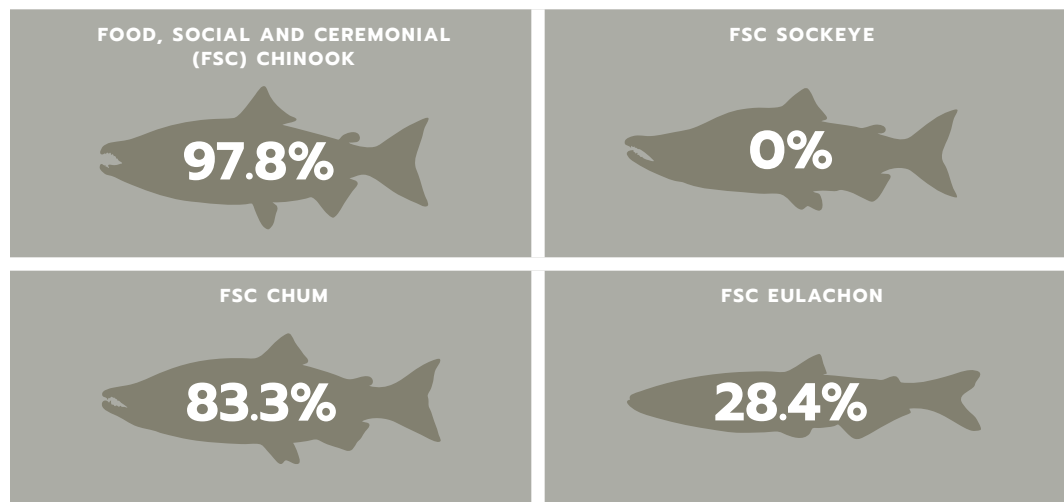 FOOD, SOCIAL AND CEREMONIAL
(FSC) CHINOOK
97.8%
FSC SOCKEYE
0%
FSC CHUM
83.3%
FSC EULACHON
28.4%